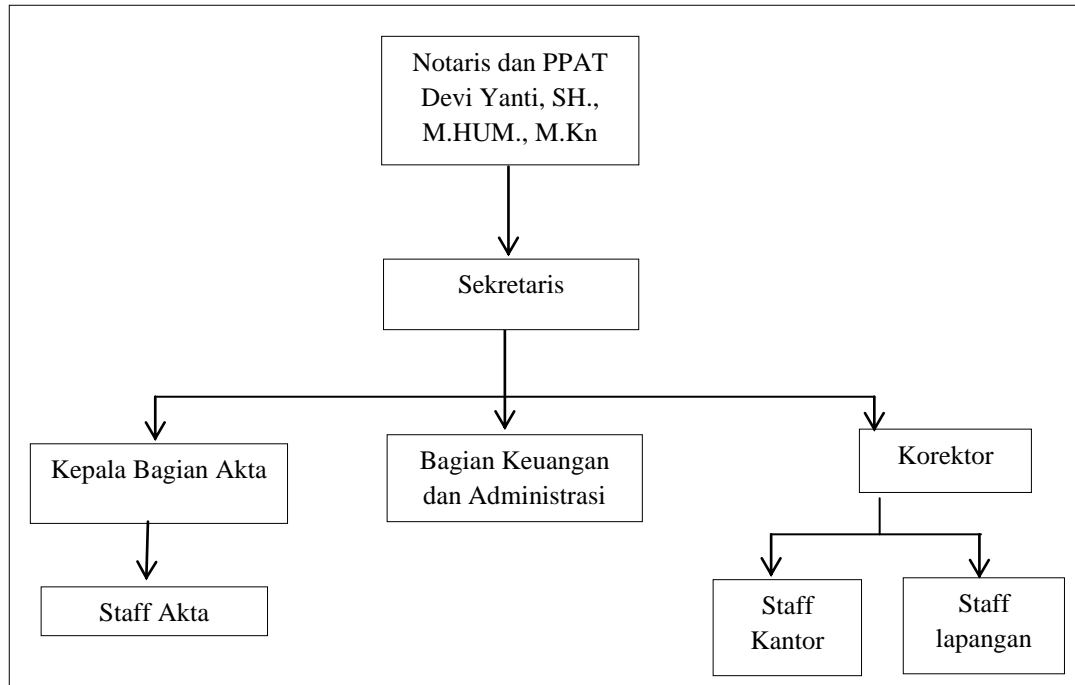 Notaris dan PPAT
Devi Yanti, SH.,
M.HUM., M.Kn
Sekretaris
Kepala Bagian Akta
Bagian Keuangan
dan Administrasi
Korektor
Staff Akta
Staff
Kantor
Staff
lapangan